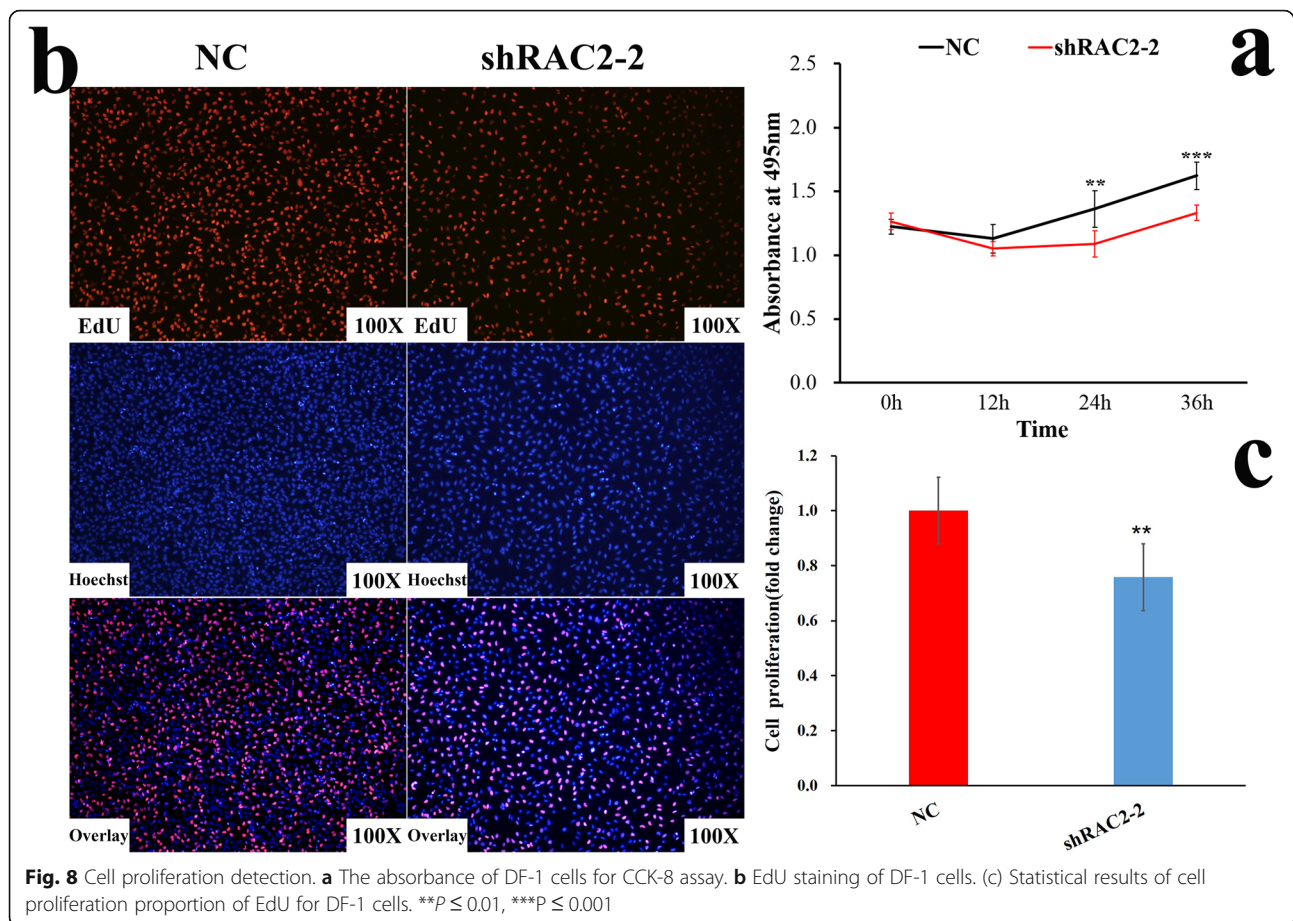 b
NC
shRAC2-2
EdU
100X
EdU
100X
Hoechst
100X
Hoechst
100X
Overlay
100X
Overlay
100X
NC
shRAC2-2
a
2.5
2.0
1.5
1.0
0.5
0.0
Absorbance at 495nm
**
***
0h
12h
24h
36h
Time
c
1.2
1.0
0.8
0.6
0.4
0.2
0.0
Cell proliferation(fold change)
**
NC
shRAC2-2
Fig. 8 Cell proliferation detection. a The absorbance of DF-1 cells for CCK-8 assay. b EdU staining of DF-1 cells. (c) Statistical results of cell
proliferation proportion of EdU for DF-1 cells. **P ≤ 0.01, ***P ≤ 0.001